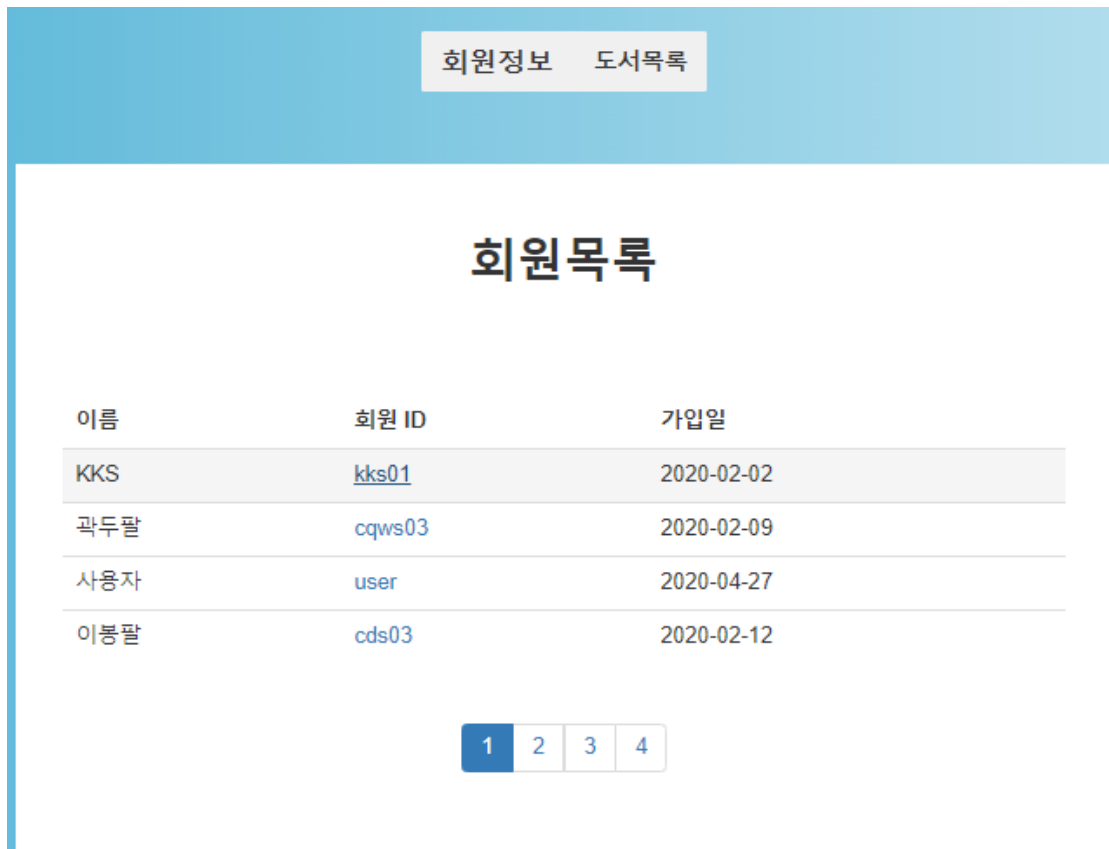 회원정보 도서목록
회원목록
이름 회원 ID 가입일
KKS kks01 2020-02-02
곽두팔 cqws03 2020-02-09
사용자 user 2020-04-27
이봉팔 cds03 2020-02-12
1 2 3 4